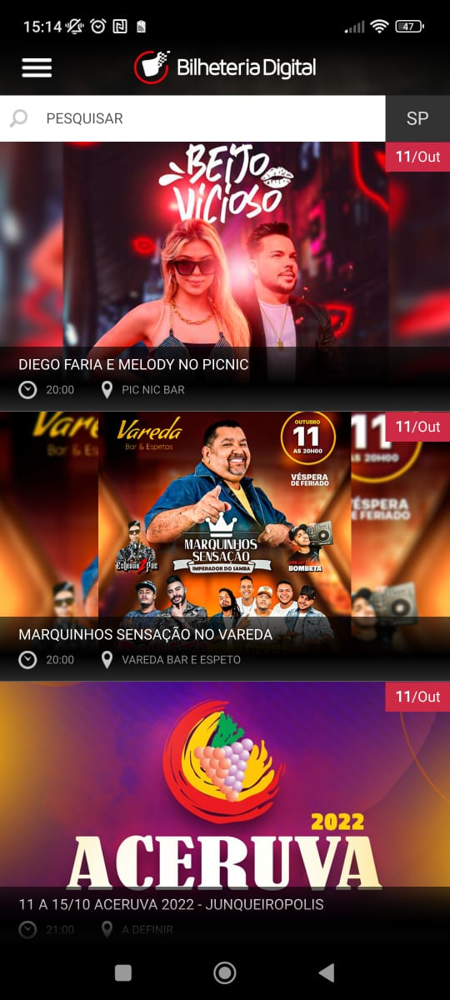 15:14
47
Bilheteria Digital
PESQUISAR
SP
11/Out
BEIJO
VICIOSO
DIEGO FARIA E MELODY NO PICNIC
20:00
PIC NIC BAR
11/Out
Vareda
Bar & Espetos
OUTUBRO
11
AS 20H00
VÉSPERA
DE FERIADO
MARQUINHOS
SENSAÇÃO
IMPERADOR DO SAMBA
BOMBETA
MARQUINHOS SENSAÇÃO NO VAREDA
20:00
VAREDA BAR E ESPETO
11/Out
2022
ACERUVA
11 A 15/10 ACERUVA 2022 - JUNQUEIROPOLIS
21:00
A DEFINIR